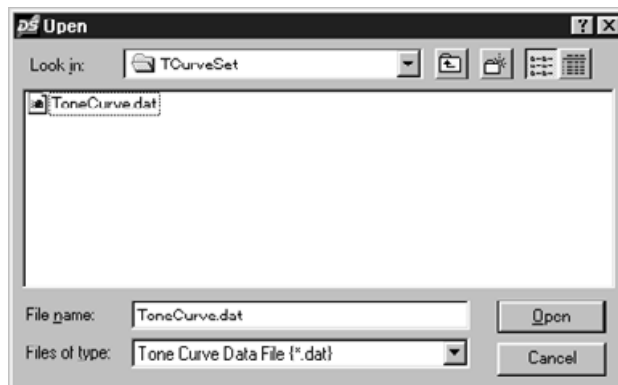 DS Open
Look in: TCurveSet
ToneCurve.dat
File name: ToneCurve.dat
Open
Files of type: Tone Curve Data File {*.dat}
Cancel